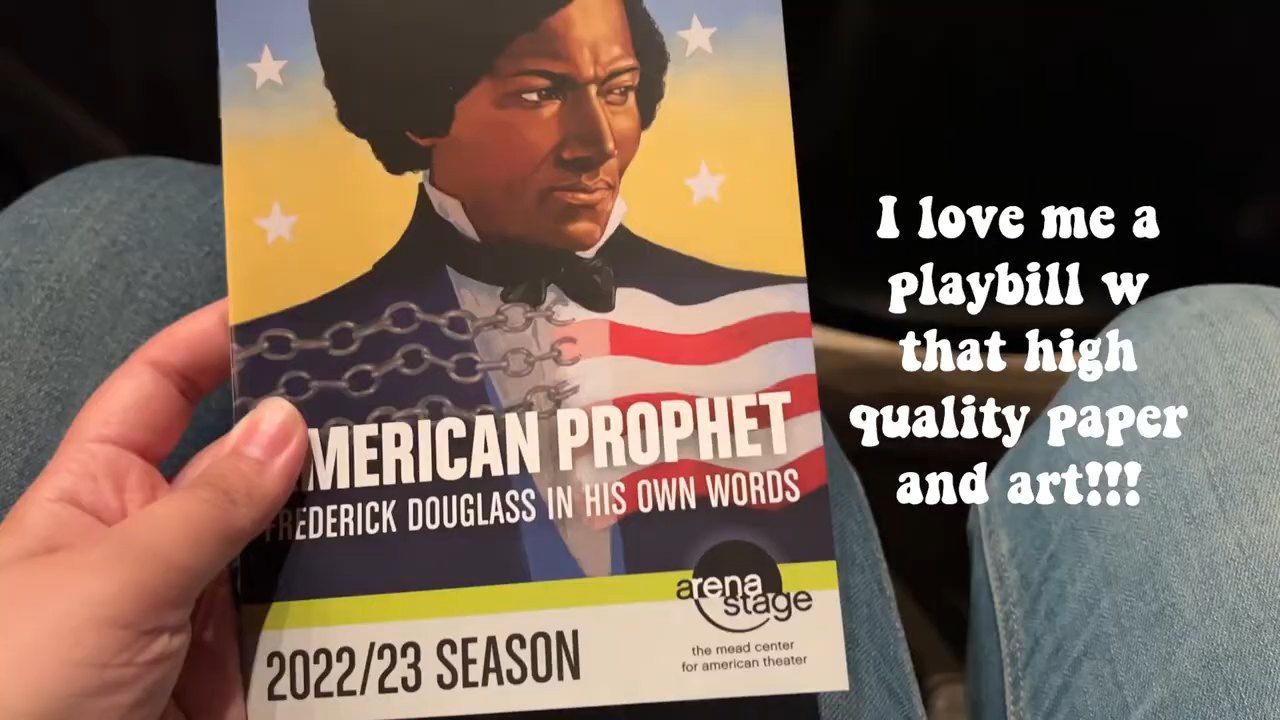 AMERICAN PROPHET
FREDERICK DOUGLASS IN HIS OWN WORDS
arena
stage
the mead center
for american theater
2022/23 SEASON
I love me a
playbill w
that high
quality paper
and art!!!